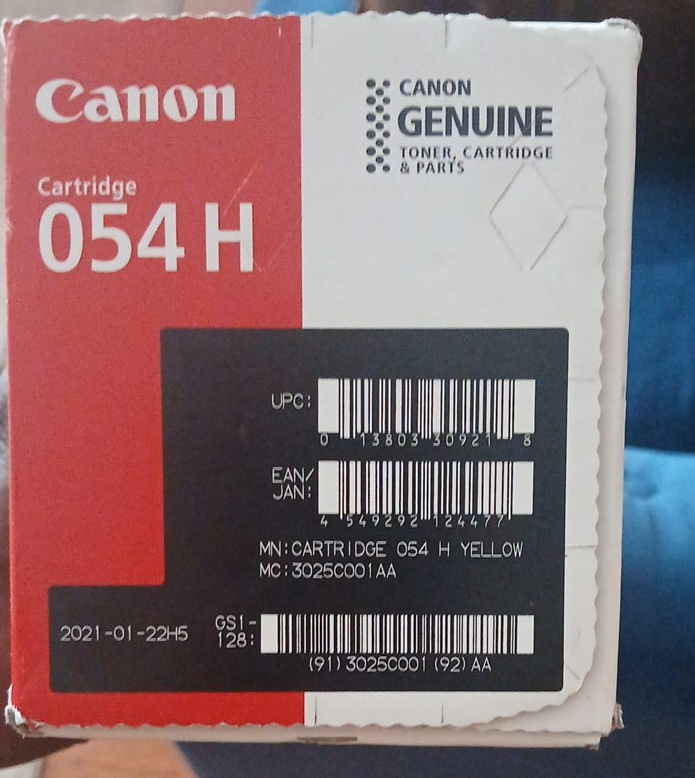 Canon
Cartridge
054 H
CANON
GENUINE
TONER, CARTRIDGE
& PARTS
UPC:
0 13803 30921 8
EAN/
JAN:
4 549292 124477
MN:CARTRIDGE 054 H YELLOW
MC:3025C001AA
2021-01-22H5
GS1-
128:
(91)3025C001(92)AA